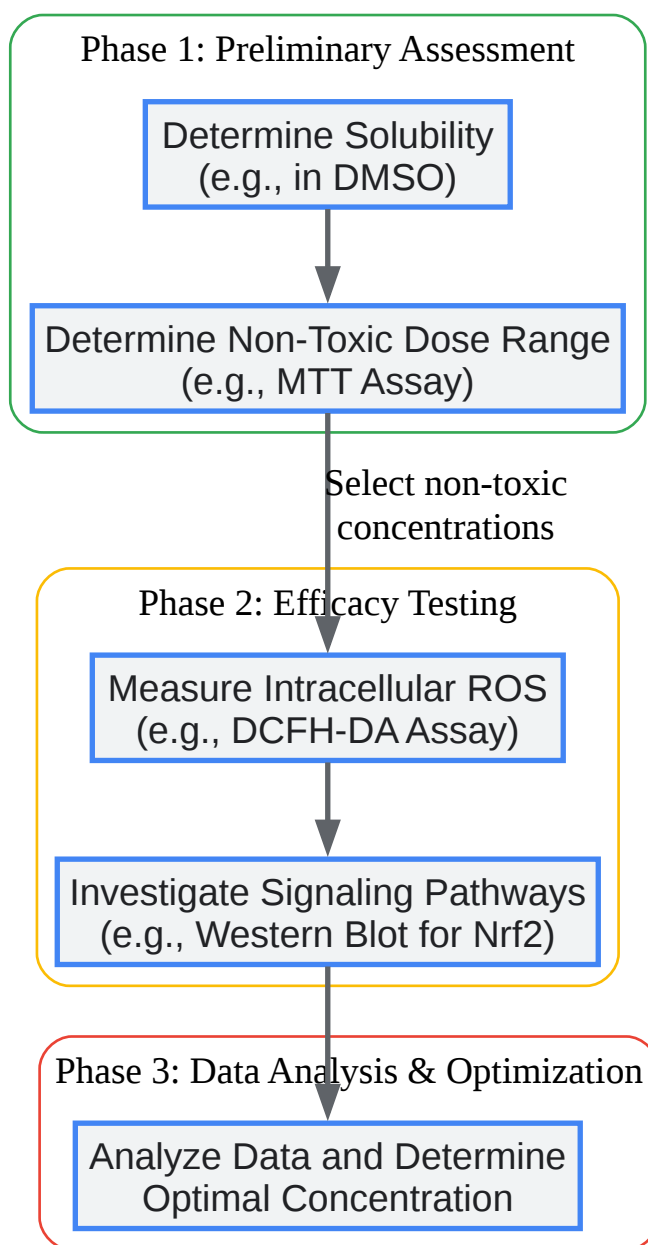 Phase 1: Preliminary Assessment
Determine Solubility
(e.g., in DMSO)
Determine Non-Toxic Dose Range
(e.g., MTT Assay)
Select non-toxic
concentrations
Phase 2: Efficacy Testing
Measure Intracellular ROS
(e.g., DCFH-DA Assay)
Investigate Signaling Pathways
(e.g., Western Blot for Nrf2)
Phase 3: Data Analysis & Optimization
Analyze Data and Determine
Optimal Concentration